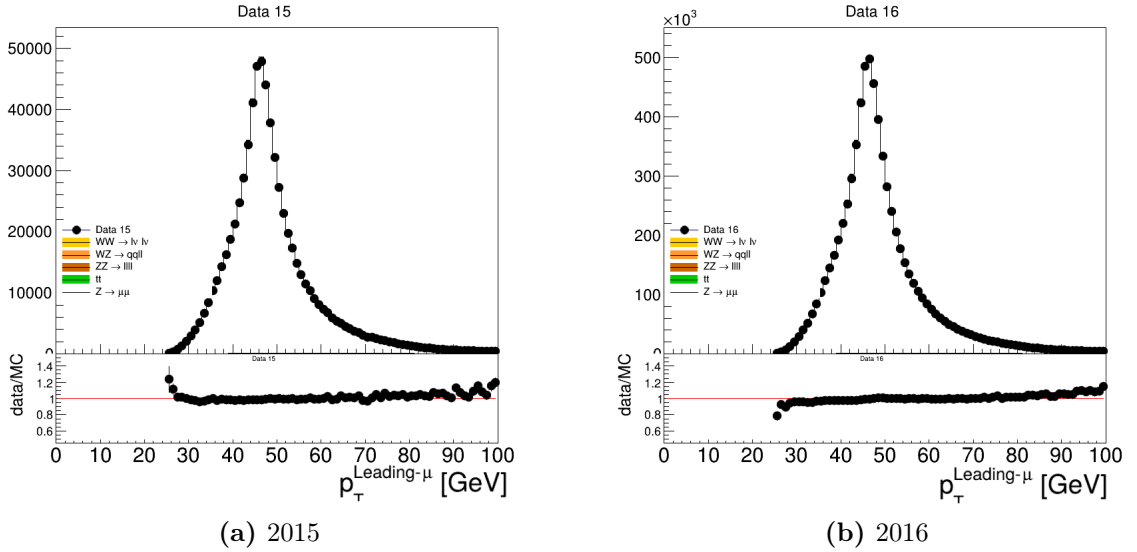 Data 15
50000
40000
30000
20000
10000
0
Data 15
WW → lν lν
WZ → qqll
ZZ → llll
tt
Z → μμ
Data 15
data/MC
1.4
1.2
1
0.8
0.6
0 10 20 30 40 50 60 70 80 90 100
p_T^Leading-μ [GeV]
(a) 2015
Data 16
×10³
500
400
300
200
100
0
Data 16
WW → lν lν
WZ → qqll
ZZ → llll
tt
Z → μμ
Data 16
data/MC
1.4
1.2
1
0.8
0.6
0 10 20 30 40 50 60 70 80 90 100
p_T^Leading-μ [GeV]
(b) 2016